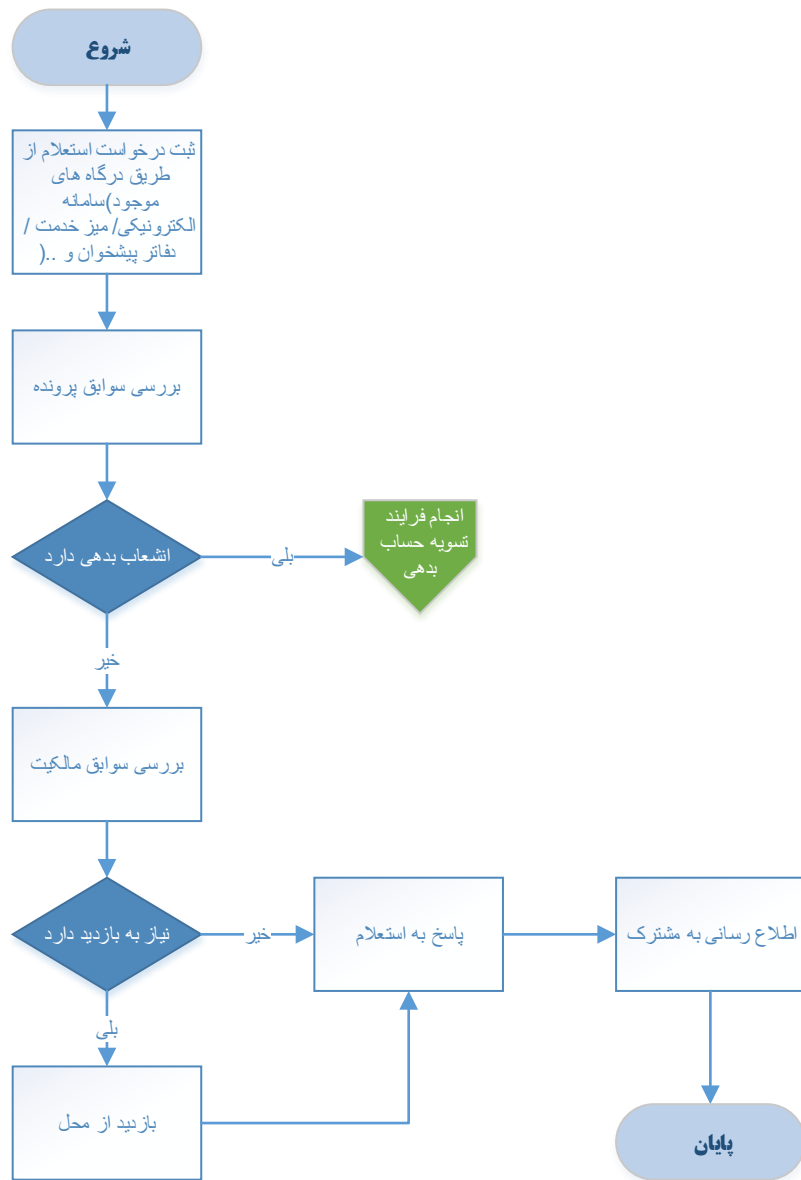 شروع
ثبت درخواست استعلام از
طریق درگاه های
موجود)سامانه
الکترونیکی/ میز خدمت /
دفاتر پیشخوان و ..(
بررسی سوابق پرونده
انشعاب بدهی دارد
بلی
انجام فرایند
تسویه حساب
بدهی
خیر
بررسی سوابق مالکیت
نیاز به بازدید دارد
خیر
پاسخ به استعلام
اطلاع رسانی به مشترک
بلی
بازدید از محل
پایان